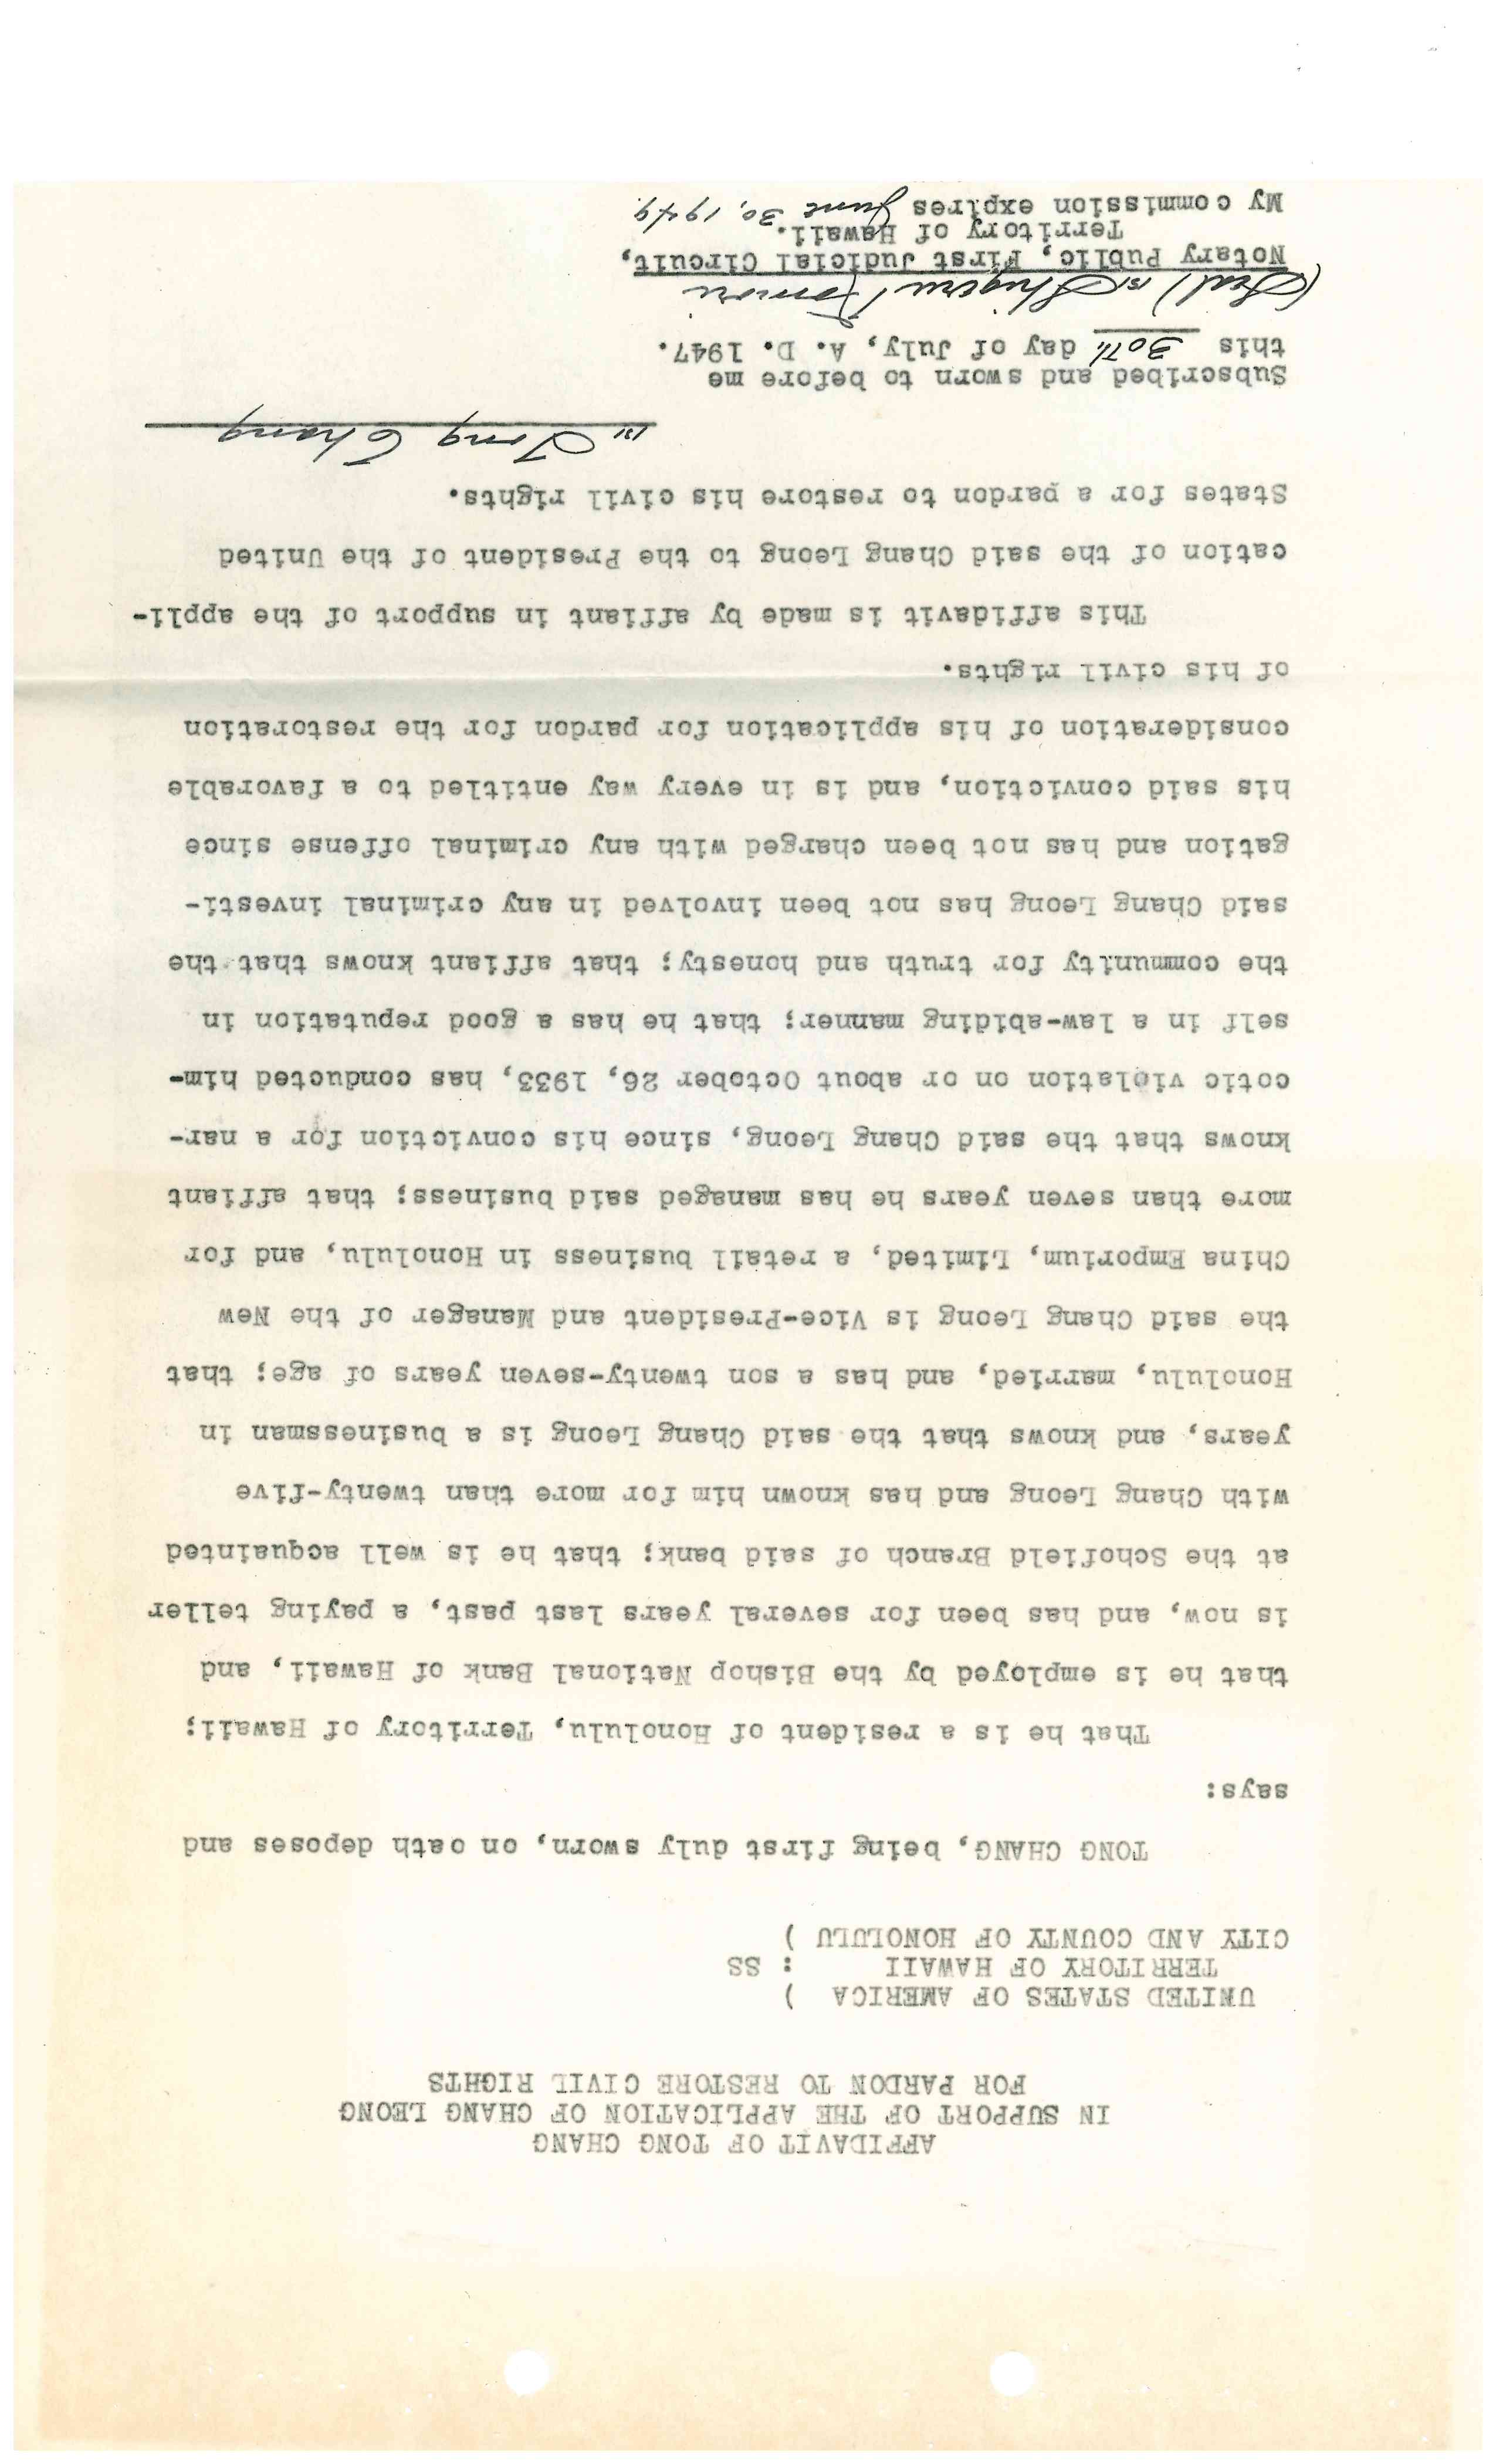 AFFIDAVIT OF TONG CHANG
IN SUPPORT OF THE APPLICATION OF CHANG LEONG
FOR PARDON TO RESTORE CIVIL RIGHTS
UNITED STATES OF AMERICA )
TERRITORY OF HAWAII : SS
CITY AND COUNTY OF HONOLULU )
TONG CHANG, being first duly sworn, on oath deposes and
says:
That he is a resident of Honolulu, Territory of Hawaii;
that he is employed by the Bishop National Bank of Hawaii, and
is now, and has been for several years last past, a paying teller
at the Schofield Branch of said bank; that he is well acquainted
with Chang Leong and has known him for more than twenty-five
years, and knows that the said Chang Leong is a businessman in
Honolulu, married, and has a son twenty-seven years of age; that
the said Chang Leong is Vice-President and Manager of the New
China Emporium, Limited, a retail business in Honolulu, and for
more than seven years he has managed said business; that affiant
knows that the said Chang Leong, since his conviction for a nar-
cotic violation on or about October 26, 1933, has conducted him-
self in a law-abiding manner; that he has a good reputation in
the community for truth and honesty; that affiant knows that the
said Chang Leong has not been involved in any criminal investi-
gation and has not been charged with any criminal offense since
his said conviction, and is in every way entitled to a favorable
consideration of his application for pardon for the restoration
of his civil rights.
This affidavit is made by affiant in support of the appli-
cation of the said Chang Leong to the President of the United
States for a pardon to restore his civil rights.
/s/ Tong Chang
Subscribed and sworn to before me
this 30th day of July, A. D. 1947.
(Seal) /s/ Shigeru Komori
Notary Public, First Judicial Circuit,
Territory of Hawaii.
My commission expires June 30, 1949.